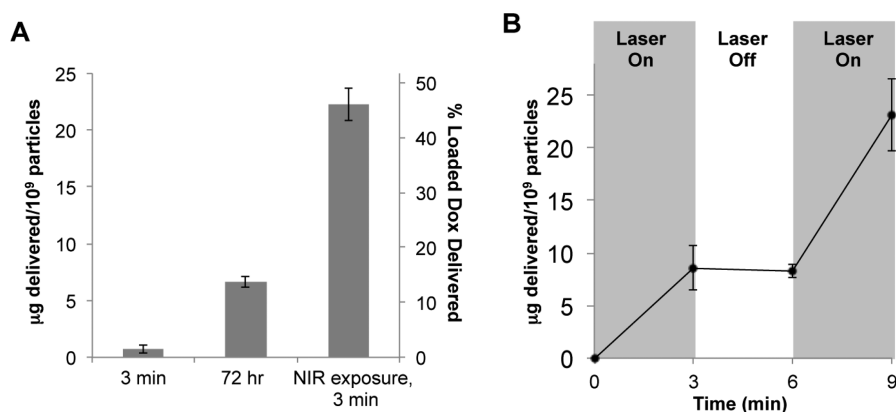 A
µg delivered/10⁹ particles
25
20
15
10
5
0
3 min
72 hr
NIR exposure,
3 min
50
40
30
20
10
0
% Loaded Dox Delivered
B
Laser
On
Laser
Off
Laser
On
µg delivered/10⁹ particles
25
20
15
10
5
0
0
3
6
9
Time (min)